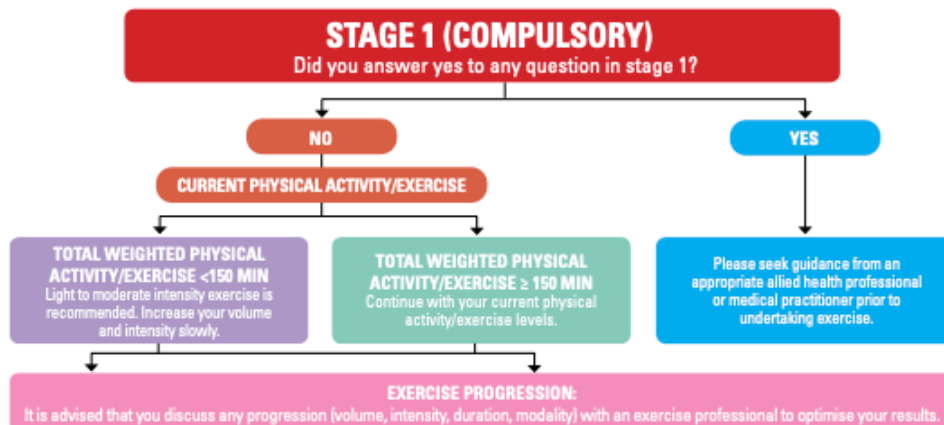 STAGE 1 (COMPULSORY)
Did you answer yes to any question in stage 1?
NO
YES
CURRENT PHYSICAL ACTIVITY/EXERCISE
TOTAL WEIGHTED PHYSICAL
ACTIVITY/EXERCISE <150 MIN
Light to moderate intensity exercise is
recommended. Increase your volume
and intensity slowly.
TOTAL WEIGHTED PHYSICAL
ACTIVITY/EXERCISE ≥ 150 MIN
Continue with your current physical
activity/exercise levels.
Please seek guidance from an
appropriate allied health professional
or medical practitioner prior to
undertaking exercise.
EXERCISE PROGRESSION:
It is advised that you discuss any progression (volume, intensity, duration, modality) with an exercise professional to optimise your results.